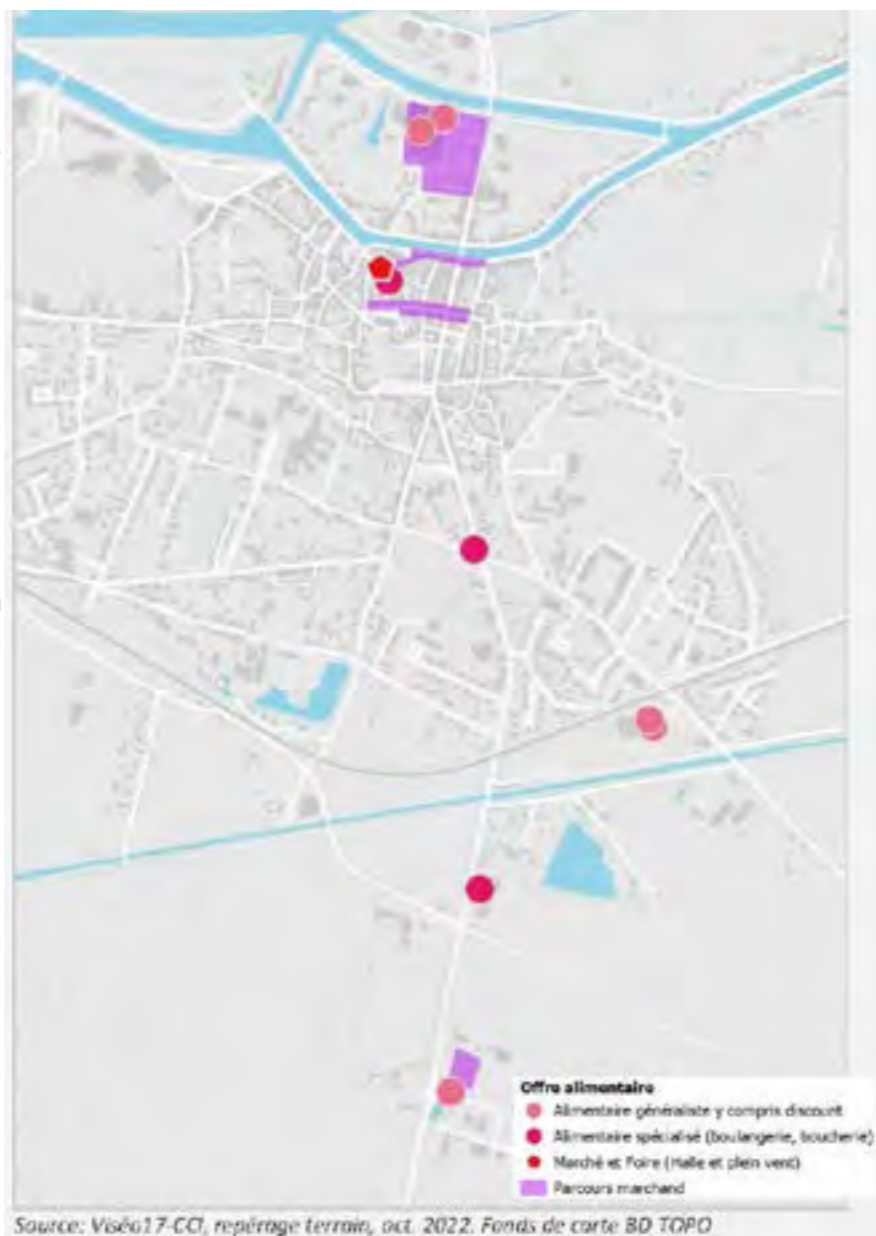 Offre alimentaire
Alimentaire généraliste y compris discount
Alimentaire spécialisé (boulangerie, boucherie)
Marché et Foire (Halle et plein vent)
Parcours marchand
Source: Viséo17-CCI, repérage terrain, oct. 2022. Fonds de carte BD TOPO